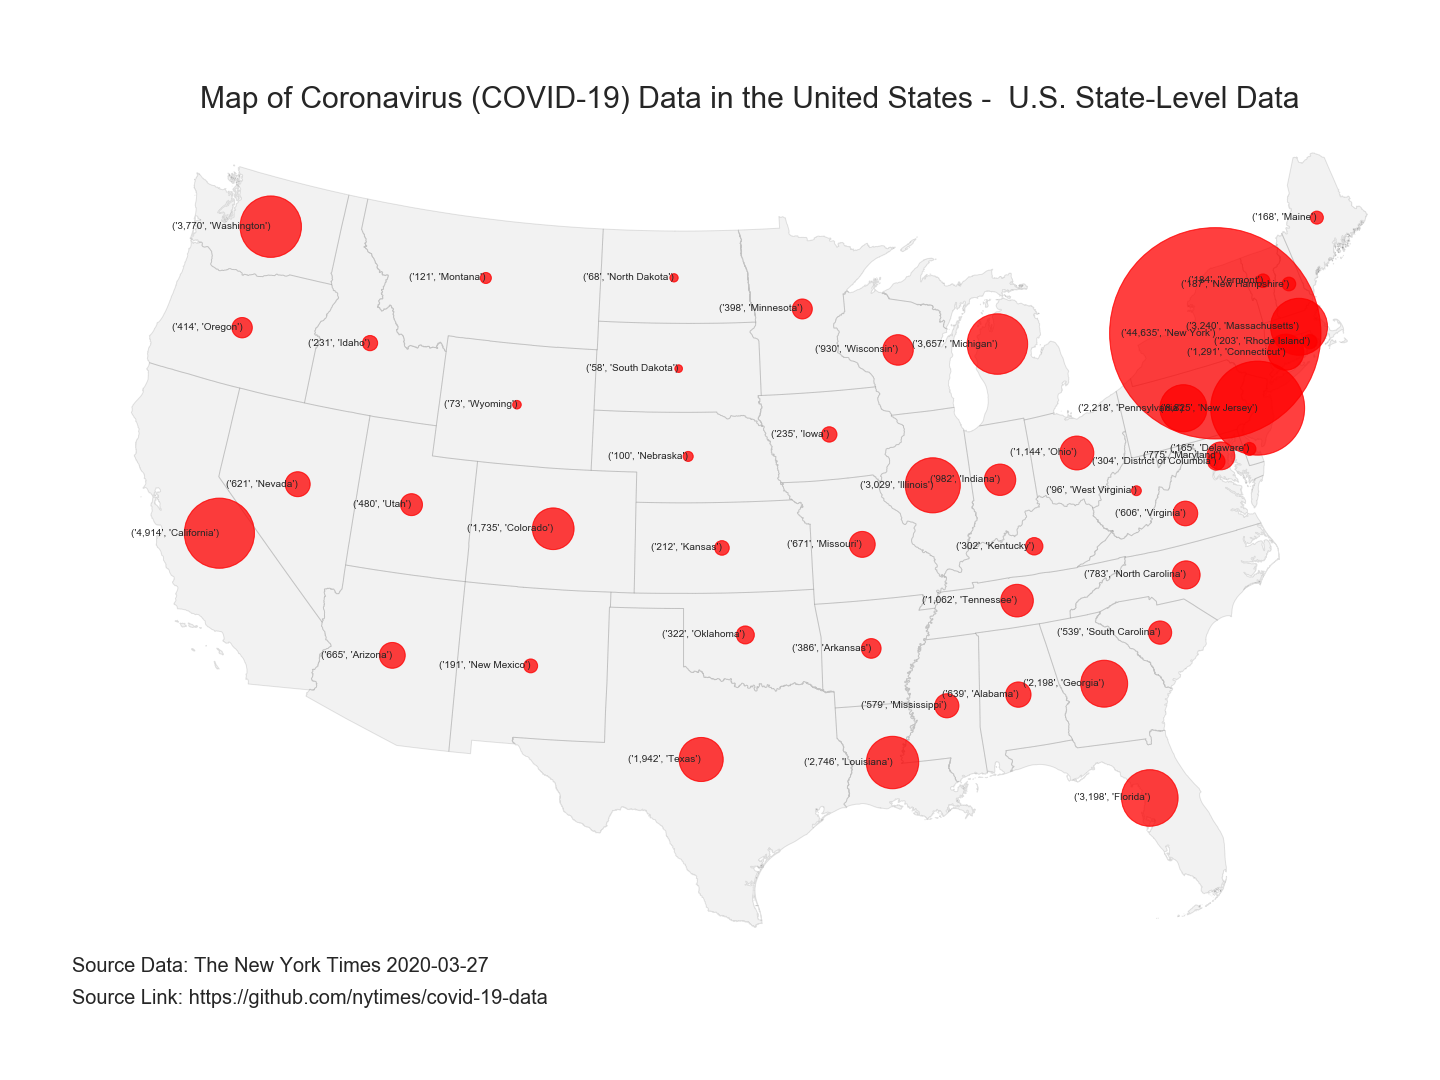 Map of Coronavirus (COVID-19) Data in the United States -  U.S. State-Level Data
('168', 'Maine')
('3,770', 'Washington')
('121', 'Montana')
('68', 'North Dakota')
('184', 'Vermont')
('187', 'New Hampshire')
('398', 'Minnesota')
('414', 'Oregon')
('3,240', 'Massachusetts')
('44,635', 'New York')
('231', 'Idaho')
('203', 'Rhode Island')
('930', 'Wisconsin')
('3,657', 'Michigan')
('1,291', 'Connecticut')
('58', 'South Dakota')
('73', 'Wyoming')
('2,218', 'Pennsylvania')
'New Jersey')
('235', 'Iowa')
('165', 'Delaware')
('1,144', 'Ohio')
('775', 'Maryland')
('100', 'Nebraska')
('304', 'District of Columbia')
('621', 'Nevada')
('3,029', 'Illinois')
('982', 'Indiana')
('96', 'West Virginia')
('480', 'Utah')
('606', 'Virginia')
('4,914', 'California')
('1,735', 'Colorado')
('212', 'Kansas')
('671', 'Missouri')
('302', 'Kentucky')
('783', 'North Carolina')
('1,062', 'Tennessee')
('322', 'Oklahoma')
('539', 'South Carolina')
('386', 'Arkansas')
('665', 'Arizona')
('191', 'New Mexico')
('2,198', 'Georgia')
('639', 'Alabama')
('579', 'Mississippi')
('1,942', 'Texas')
('2,746', 'Louisiana')
('3,198', 'Florida')
Source Data: The New York Times 2020-03-27
Source Link: https://github.com/nytimes/covid-19-data